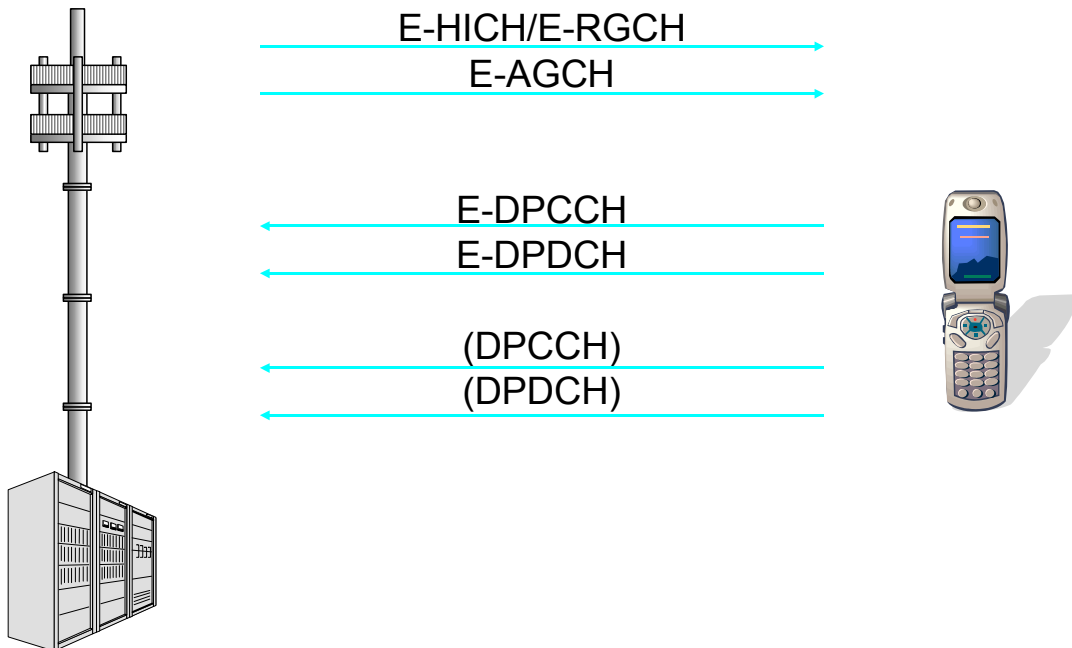 E-HICH/E-RGCH
E-AGCH
E-DPCCH
E-DPDCH
(DPCCH)
(DPDCH)